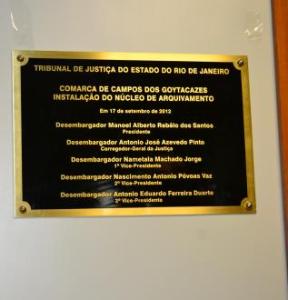 TRIBUNAL DE JUSTIÇA DO ESTADO DO RIO DE JANEIRO
COMARCA DE CAMPOS DOS GOYTACAZES
INSTALAÇÃO DO NÚCLEO DE ARQUIVAMENTO
Em 17 de setembro de 2012
Desembargador Manoel Alberto Rebêlo dos Santos
Presidente
Desembargador Antonio José Azevedo Pinto
Corregedor-Geral da Justiça
Desembargador Nametala Machado Jorge
1º Vice-Presidente
Desembargador Nascimento Antonio Póvoas Vaz
2º Vice-Presidente
Desembargador Antonio Eduardo Ferreira Duarte
3º Vice-Presidente